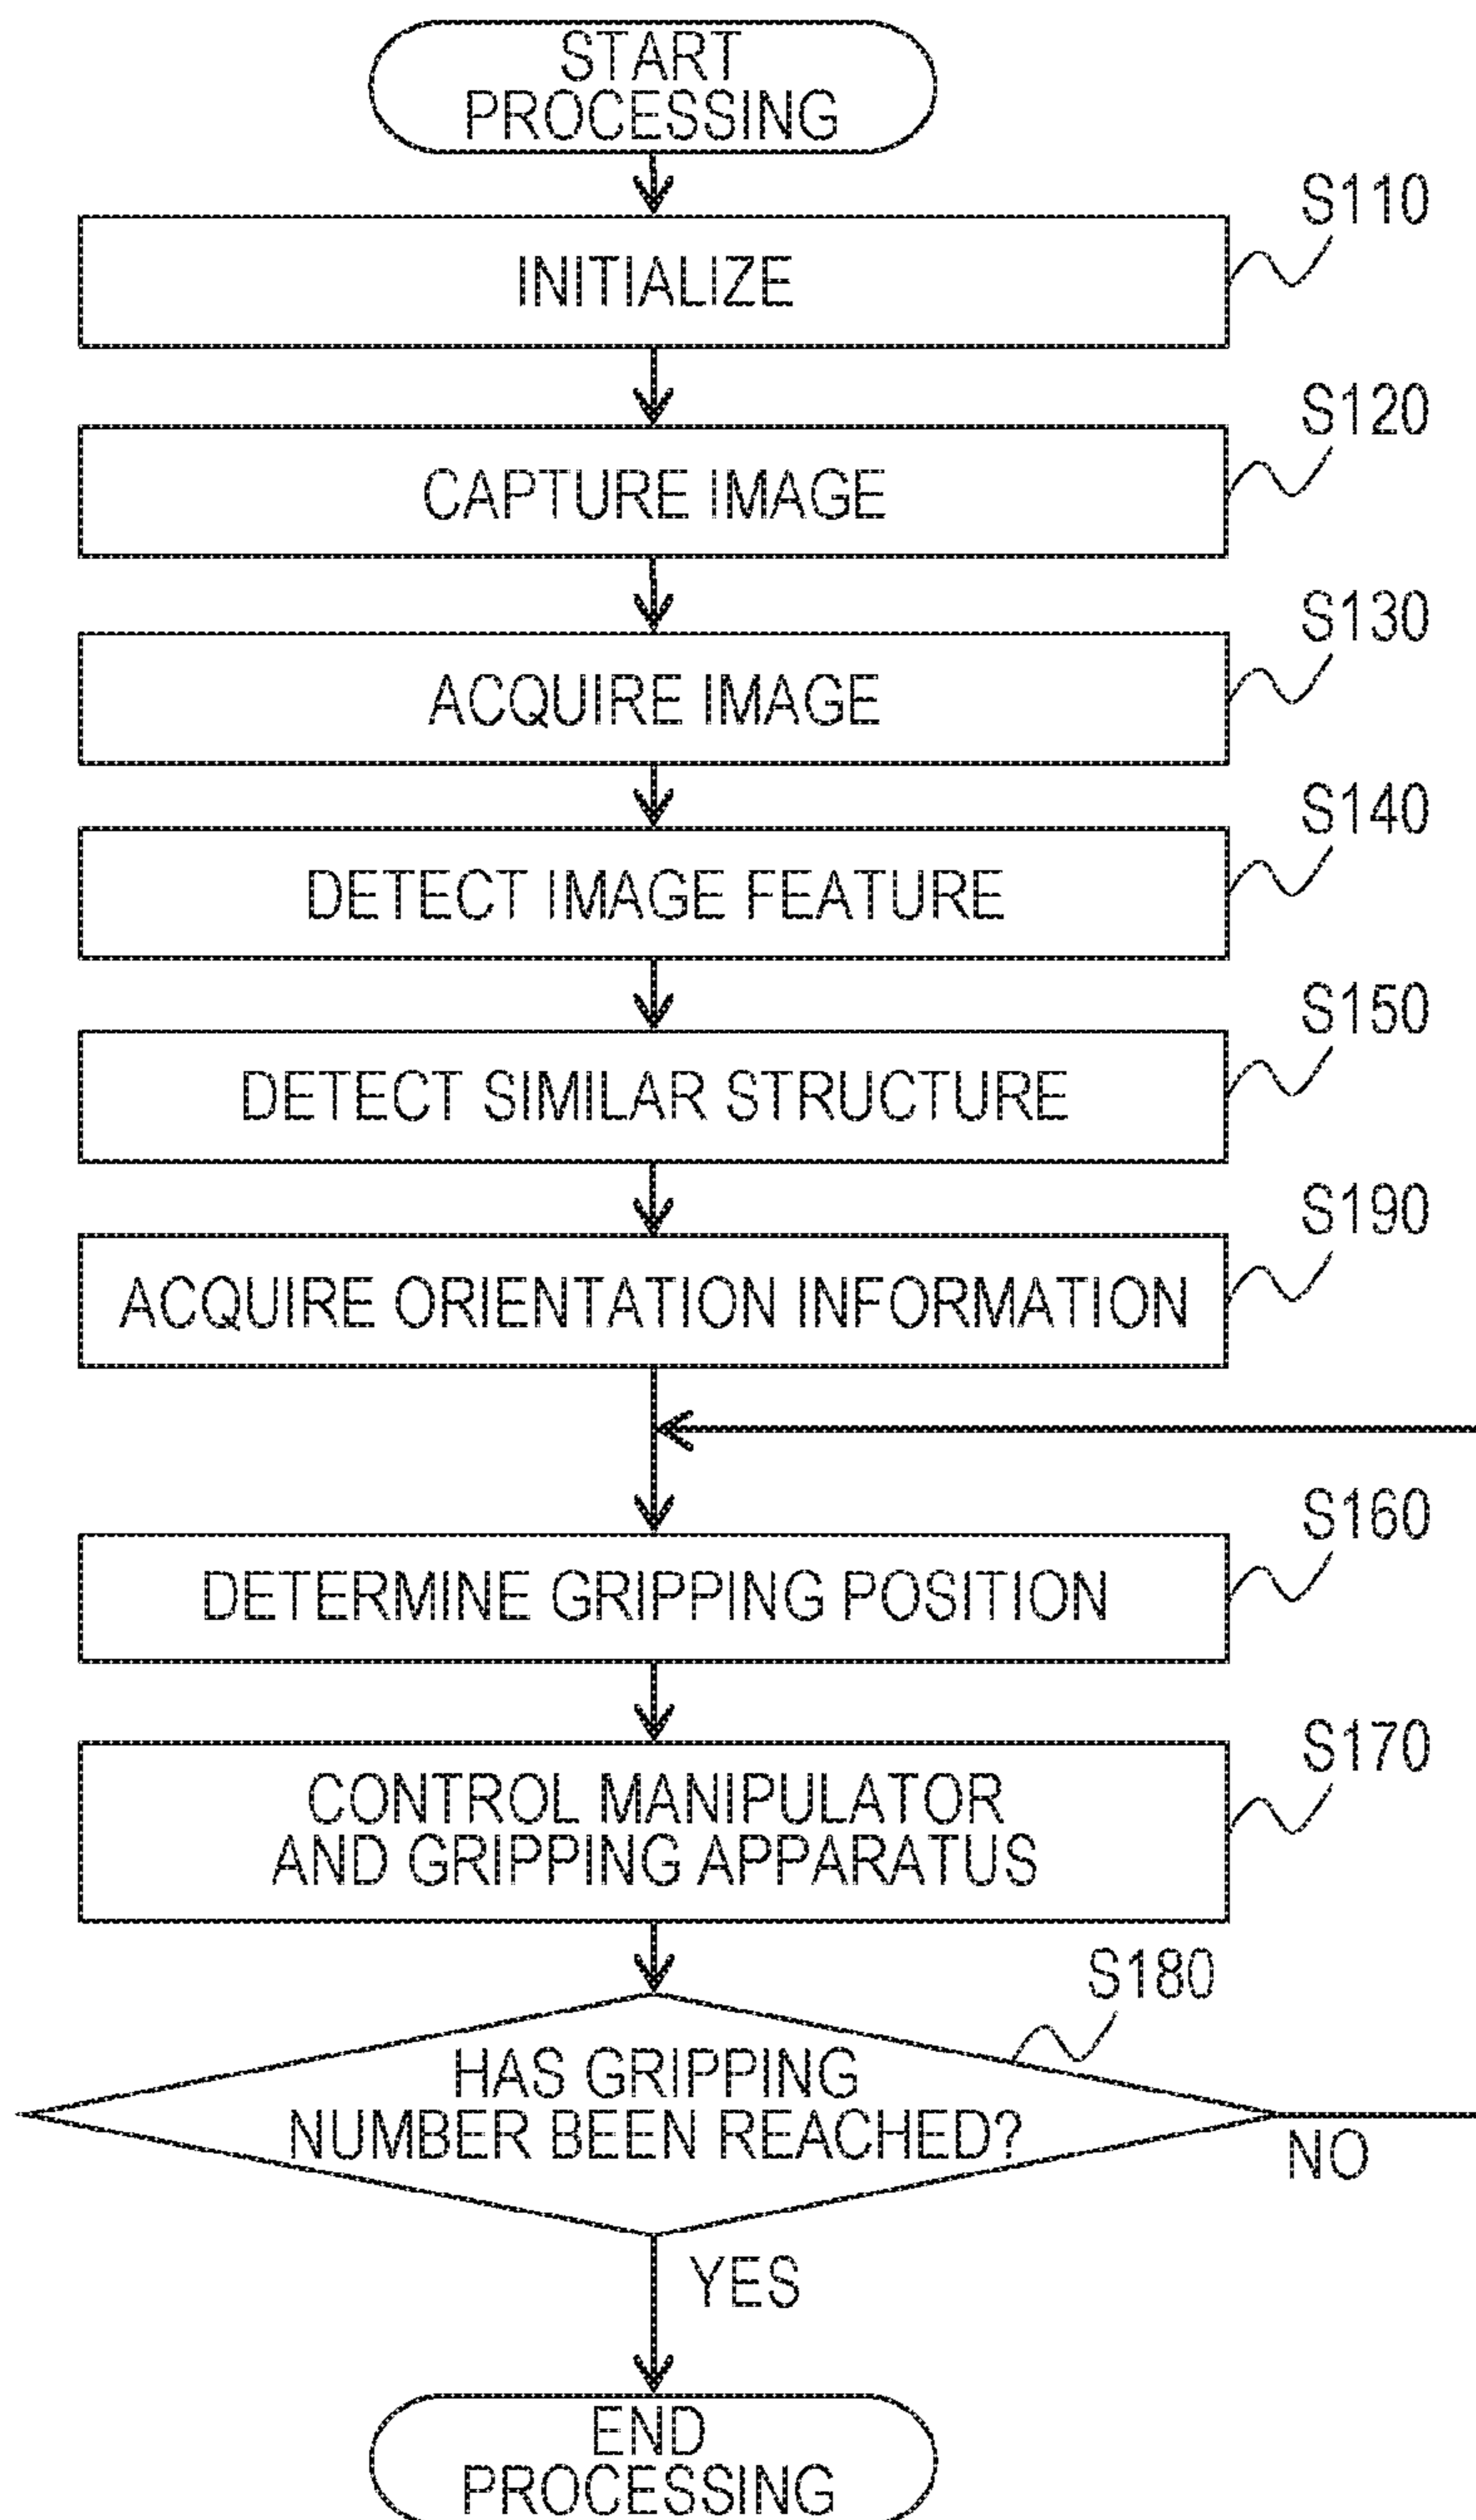 START
PROCESSING
S110
INITIALIZE
S120
CAPTURE IMAGE
S130
ACQUIRE IMAGE
S140
DETECT IMAGE FEATURE
S150
DETECT SIMILAR STRUCTURE
S190
ACQUIRE ORIENTATION INFORMATION
S160
DETERMINE GRIPPING POSITION
S170
CONTROL MANIPULATOR
AND GRIPPING APPARATUS
S180
HAS GRIPPING
NUMBER BEEN REACHED?
NO
YES
END
PROCESSING